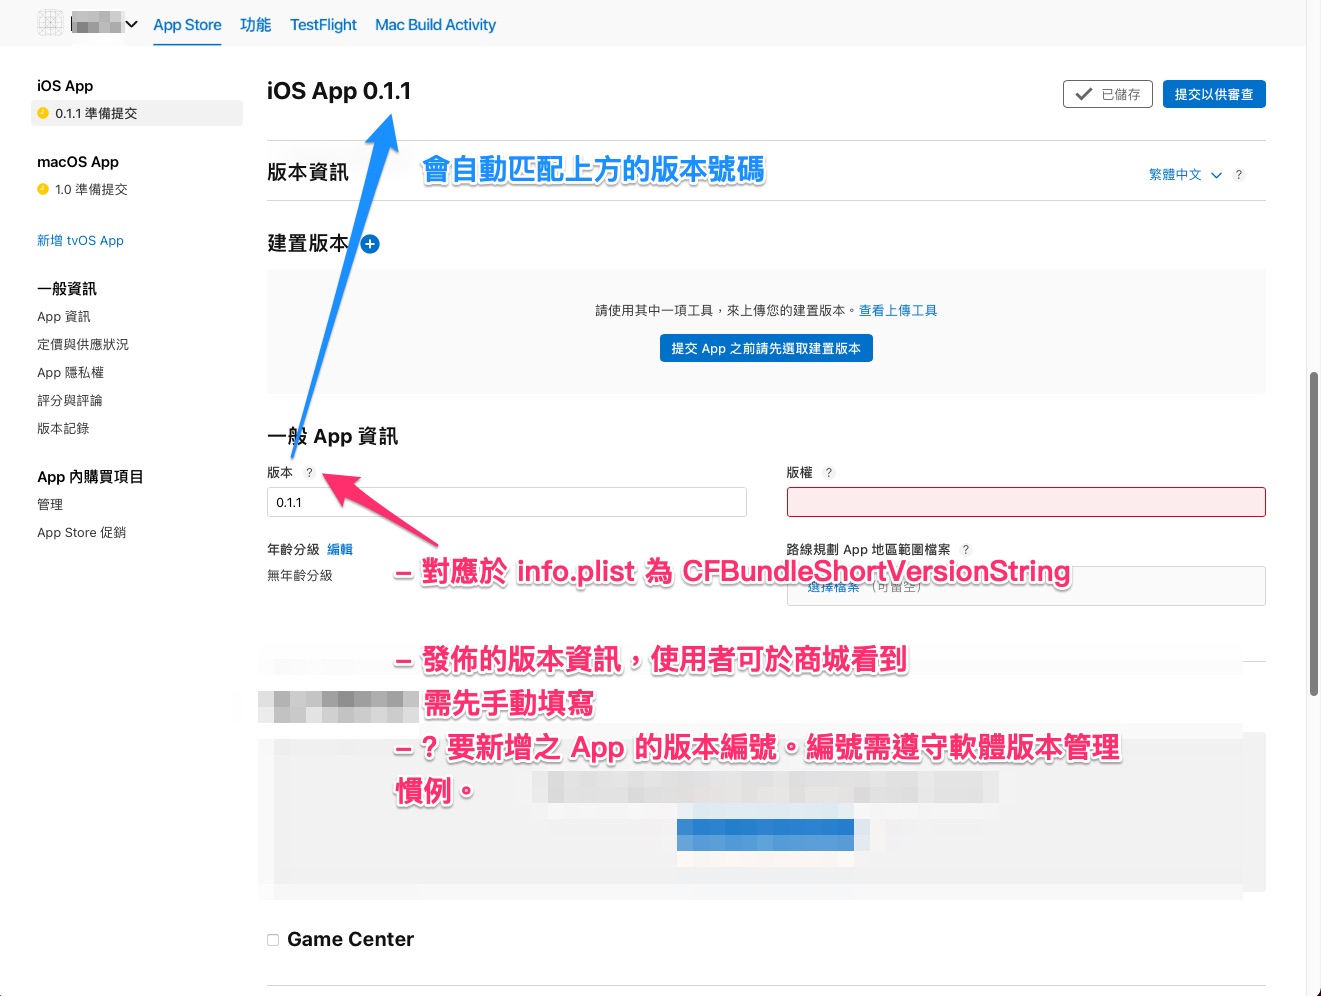 App Store 功能 TestFlight Mac Build Activity
iOS App
0.1.1 準備提交
macOS App
1.0 準備提交
新增 tvOS App
一般資訊
App 資訊
定價與供應狀況
App 隱私權
評分與評論
版本記錄
App 內購買項目
管理
App Store 促銷
iOS App 0.1.1
已儲存
提交以供審查
版本資訊
會自動匹配上方的版本號碼
繁體中文 ?
建置版本
請使用其中一項工具，來上傳您的建置版本。查看上傳工具
提交 App 之前請先選取建置版本
一般 App 資訊
版本 ?
0.1.1
版權 ?
年齡分級 編輯
無年齡分級
路線規劃 App 地區範圍檔案 ?
選擇檔案 （可留空）
– 對應於 info.plist 為 CFBundleShortVersionString
– 發佈的版本資訊，使用者可於商城看到
需先手動填寫
– ? 要新增之 App 的版本編號。編號需遵守軟體版本管理
慣例。
Game Center